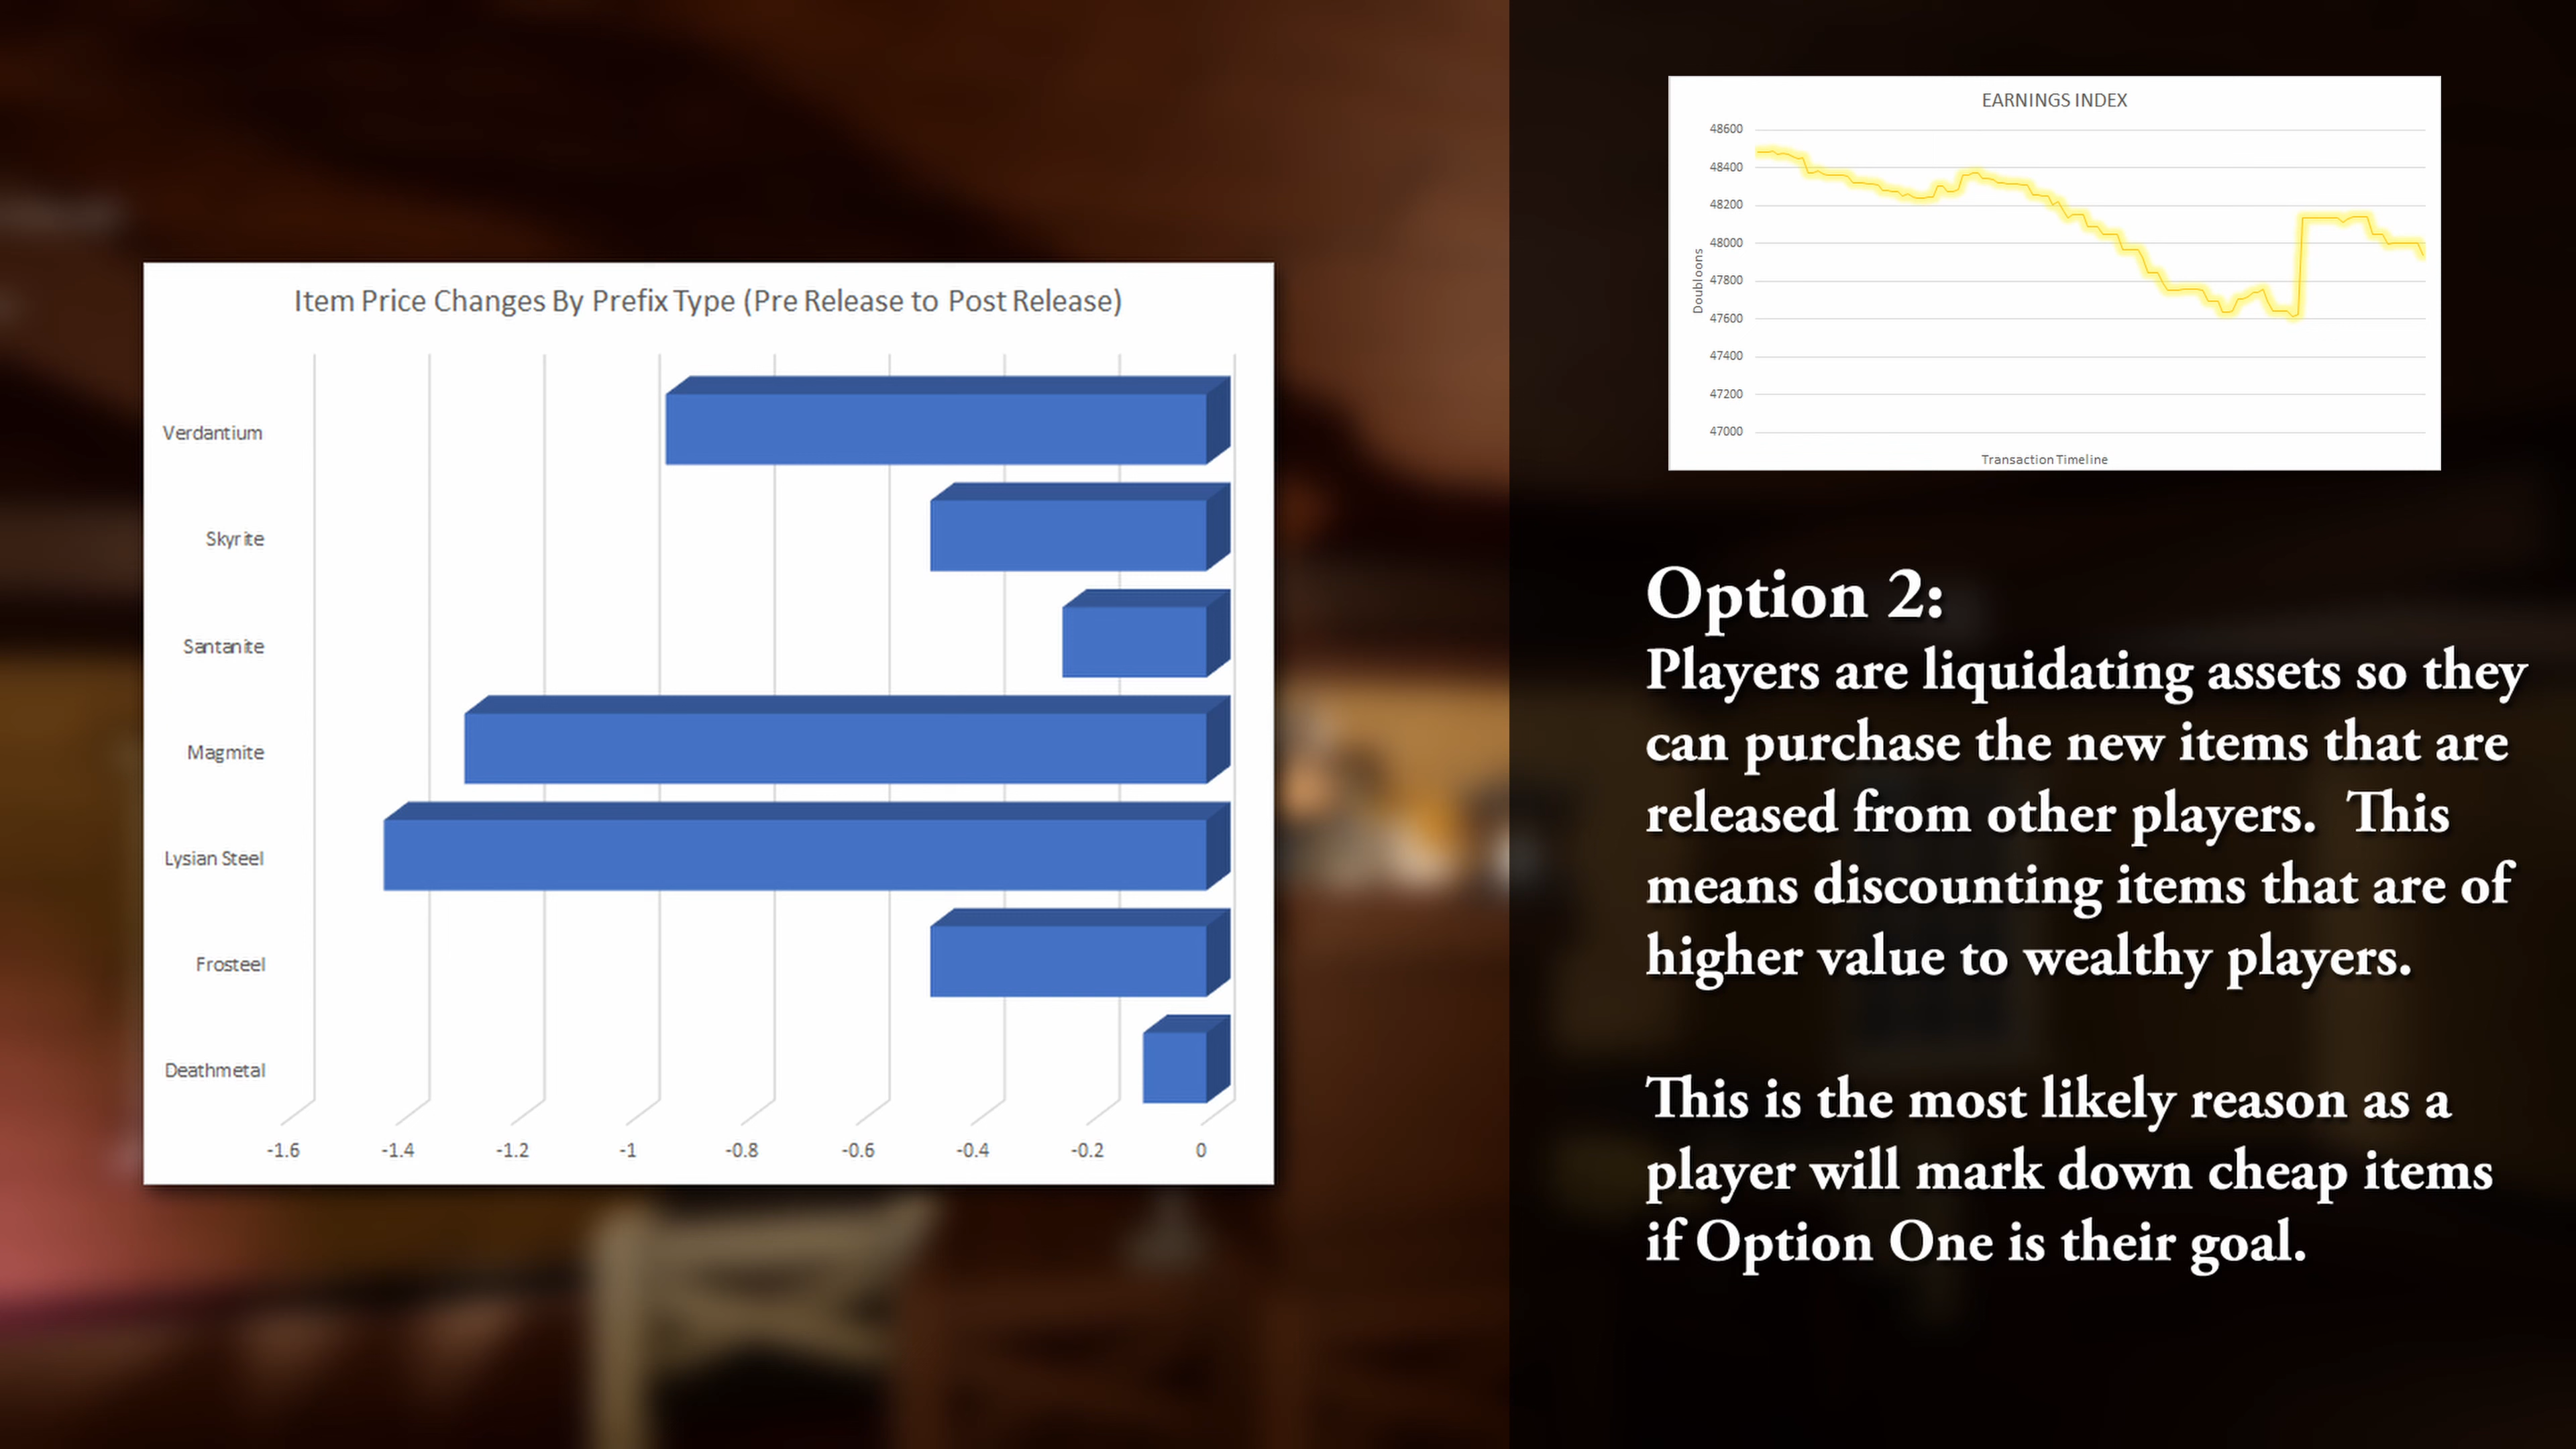 Item Price Changes By Prefix Type (Pre Release to Post Release)
Verdantium
Skyrite
Santanite
Magmite
Lysian Steel
Frosteel
Deathmetal
-1.6 -1.4 -1.2 -1 -0.8 -0.6 -0.4 -0.2 0
EARNINGS INDEX
48600
48400
48200
48000
47800
47600
47400
47200
47000
Doubloons
Transaction Timeline
Option 2:
Players are liquidating assets so they
can purchase the new items that are
released from other players. This
means discounting items that are of
higher value to wealthy players.
This is the most likely reason as a
player will mark down cheap items
if Option One is their goal.